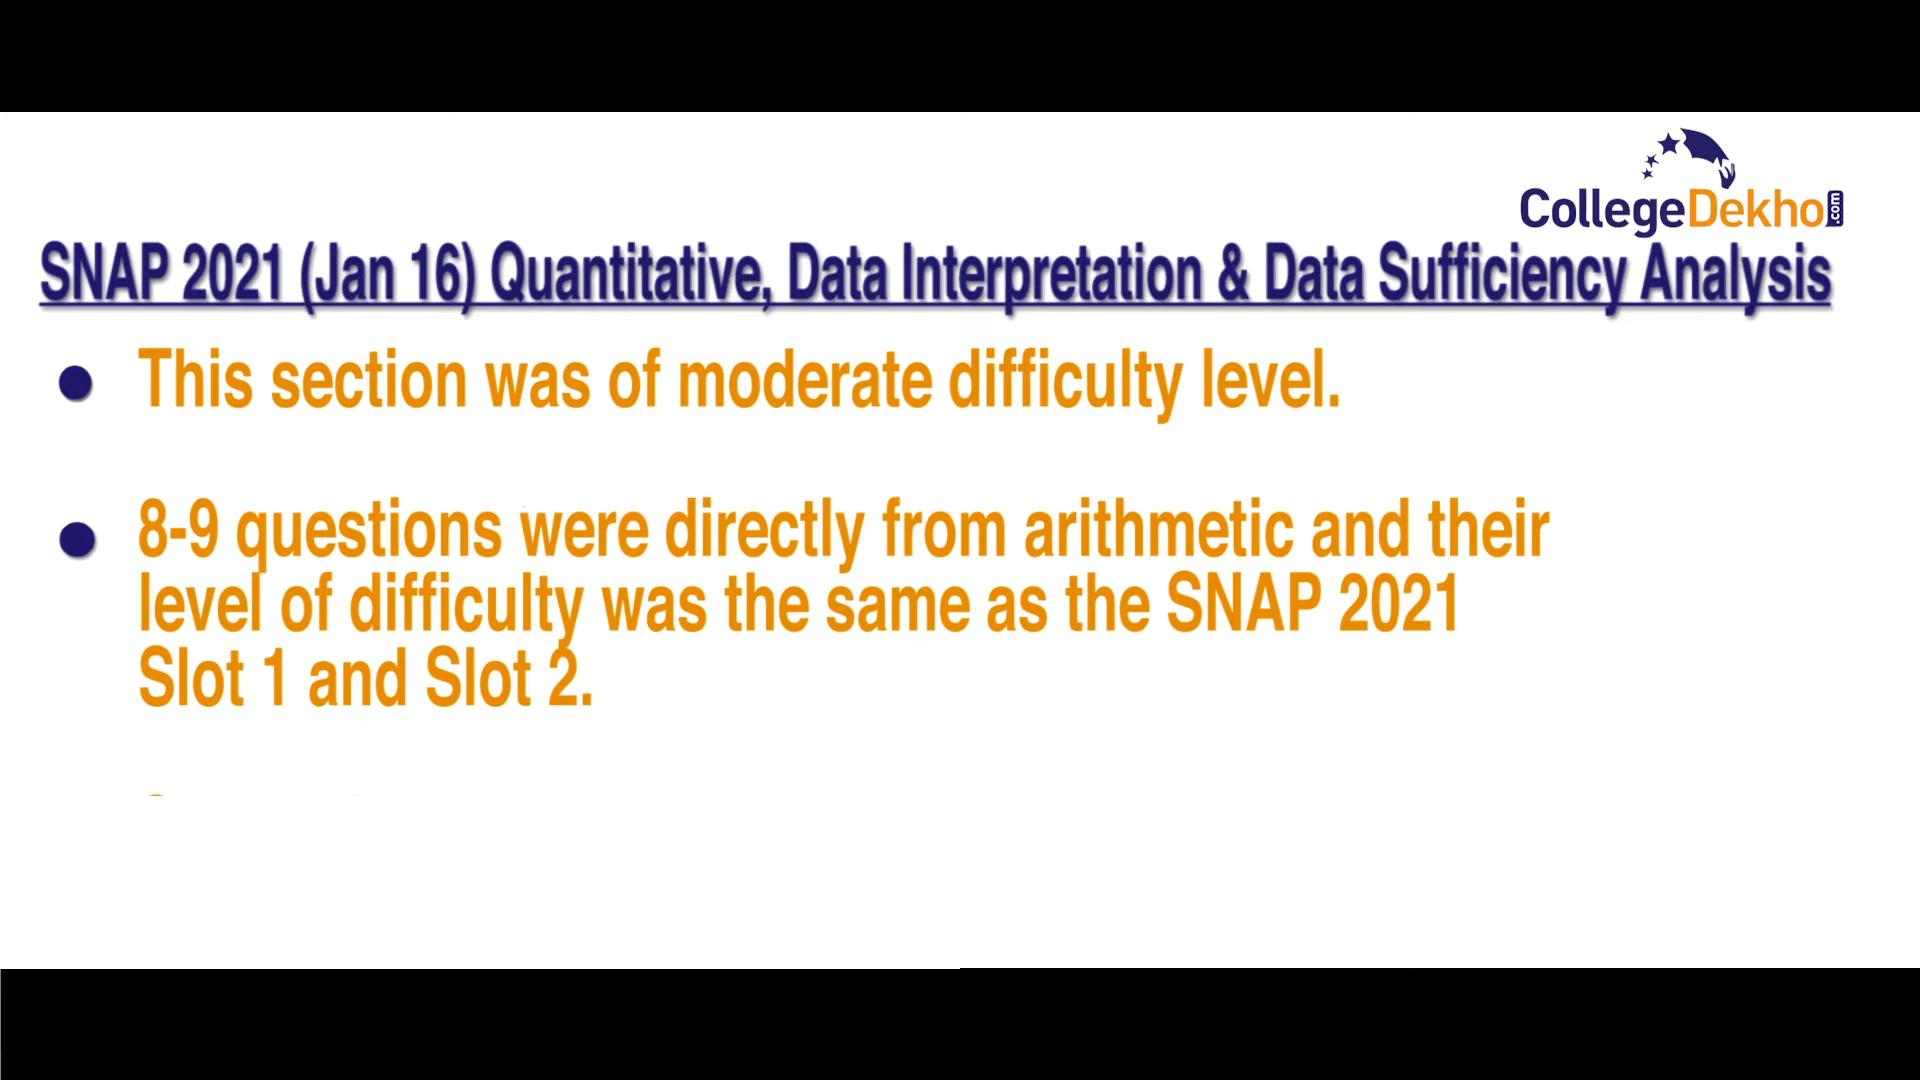 CollegeDekho.com
SNAP 2021 (Jan 16) Quantitative, Data Interpretation & Data Sufficiency Analysis
This section was of moderate difficulty level.
8-9 questions were directly from arithmetic and their
level of difficulty was the same as the SNAP 2021
Slot 1 and Slot 2.